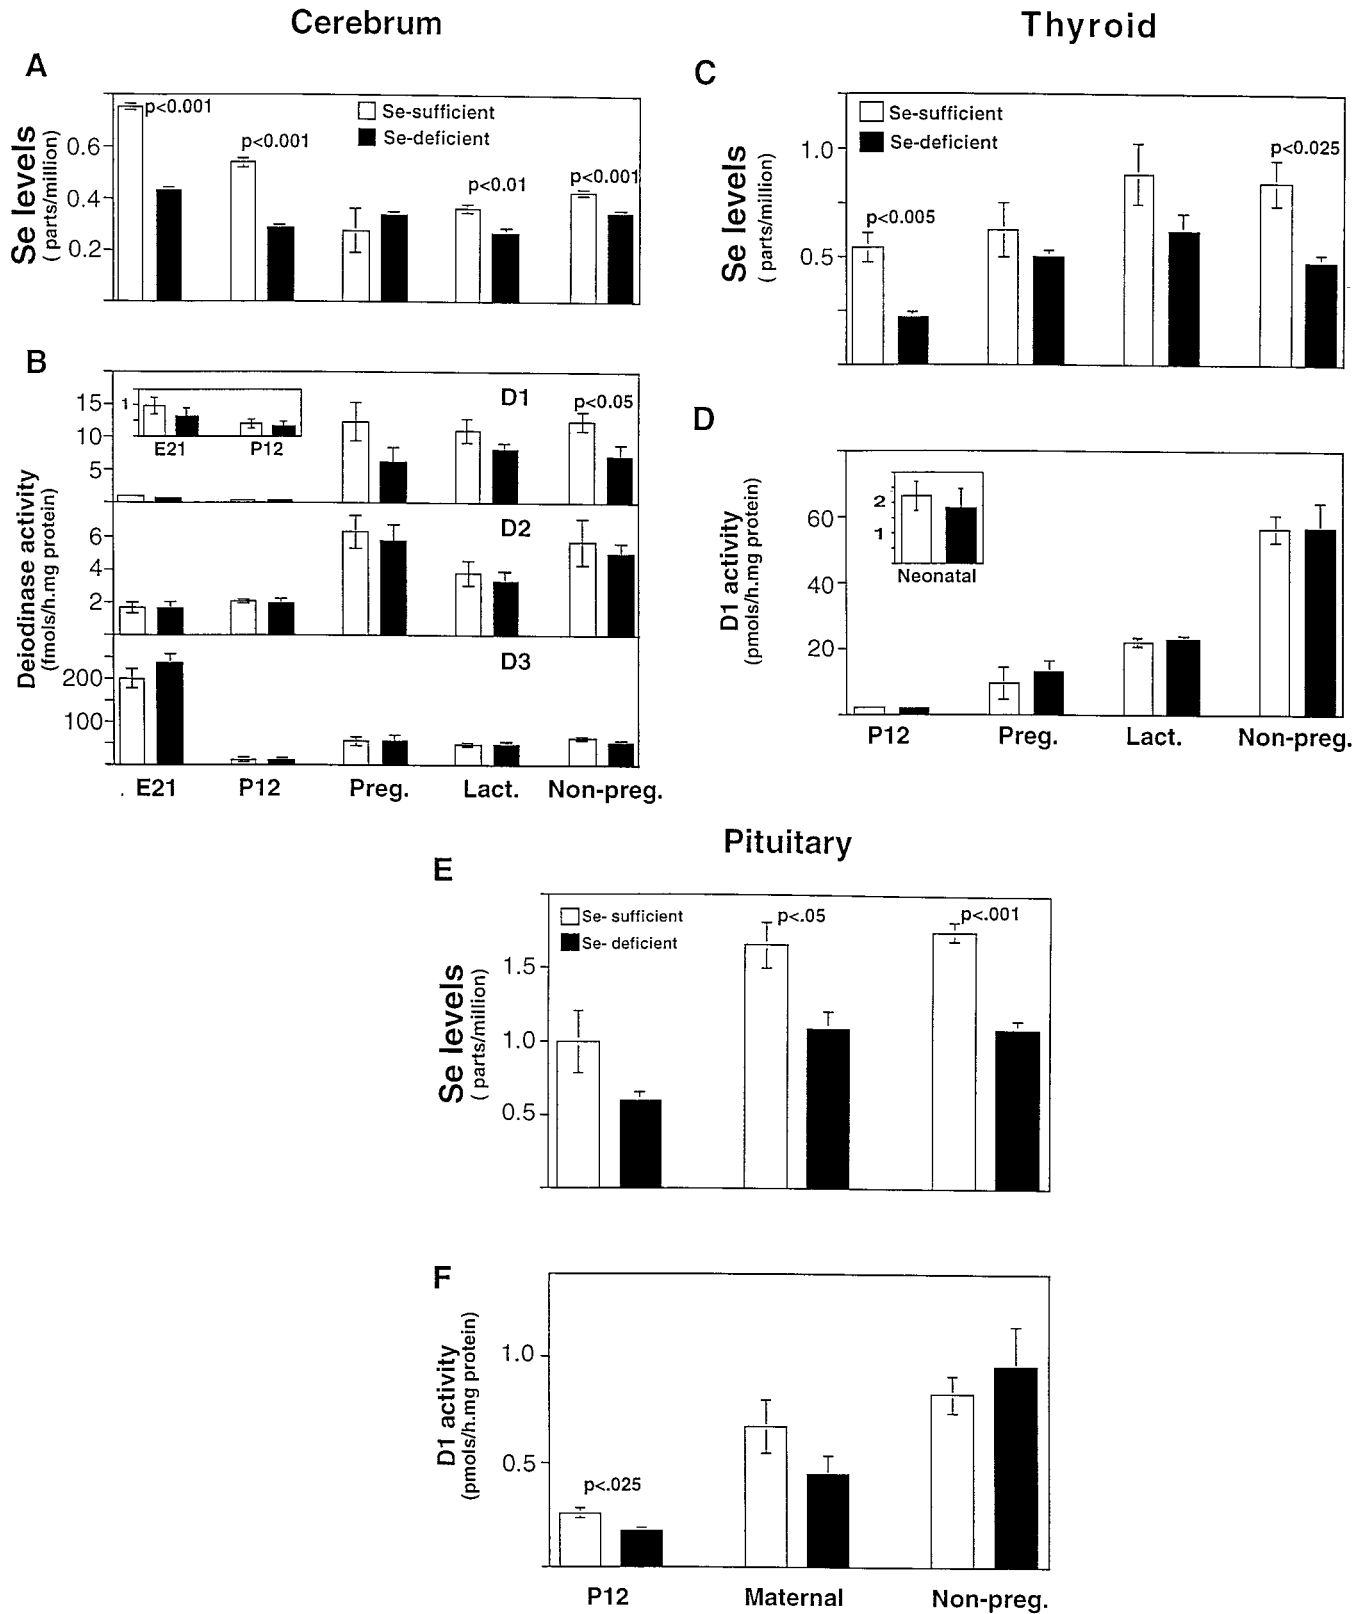 Cerebrum
A
Se levels
( parts/million)
0.6
0.4
0.2
p<0.001
p<0.001
p<0.01
p<0.001
Se-sufficient
Se-deficient
B
Deiodinase activity
(fmols/h.mg protein)
15
10
5
1
E21 P12
D1
p<0.05
6
4
2
D2
200
100
D3
E21 P12 Preg. Lact. Non-preg.
Thyroid
C
Se levels
( parts/million)
1.0
0.5
Se-sufficient
Se-deficient
p<0.005
p<0.025
D
D1 activity
(pmols/h.mg protein)
60
40
20
2
1
Neonatal
P12 Preg. Lact. Non-preg.
Pituitary
E
Se levels
( parts/million)
1.5
1.0
0.5
Se- sufficient
Se- deficient
p<.05
p<.001
F
D1 activity
(pmols/h.mg protein)
1.0
0.5
p<.025
P12 Maternal Non-preg.